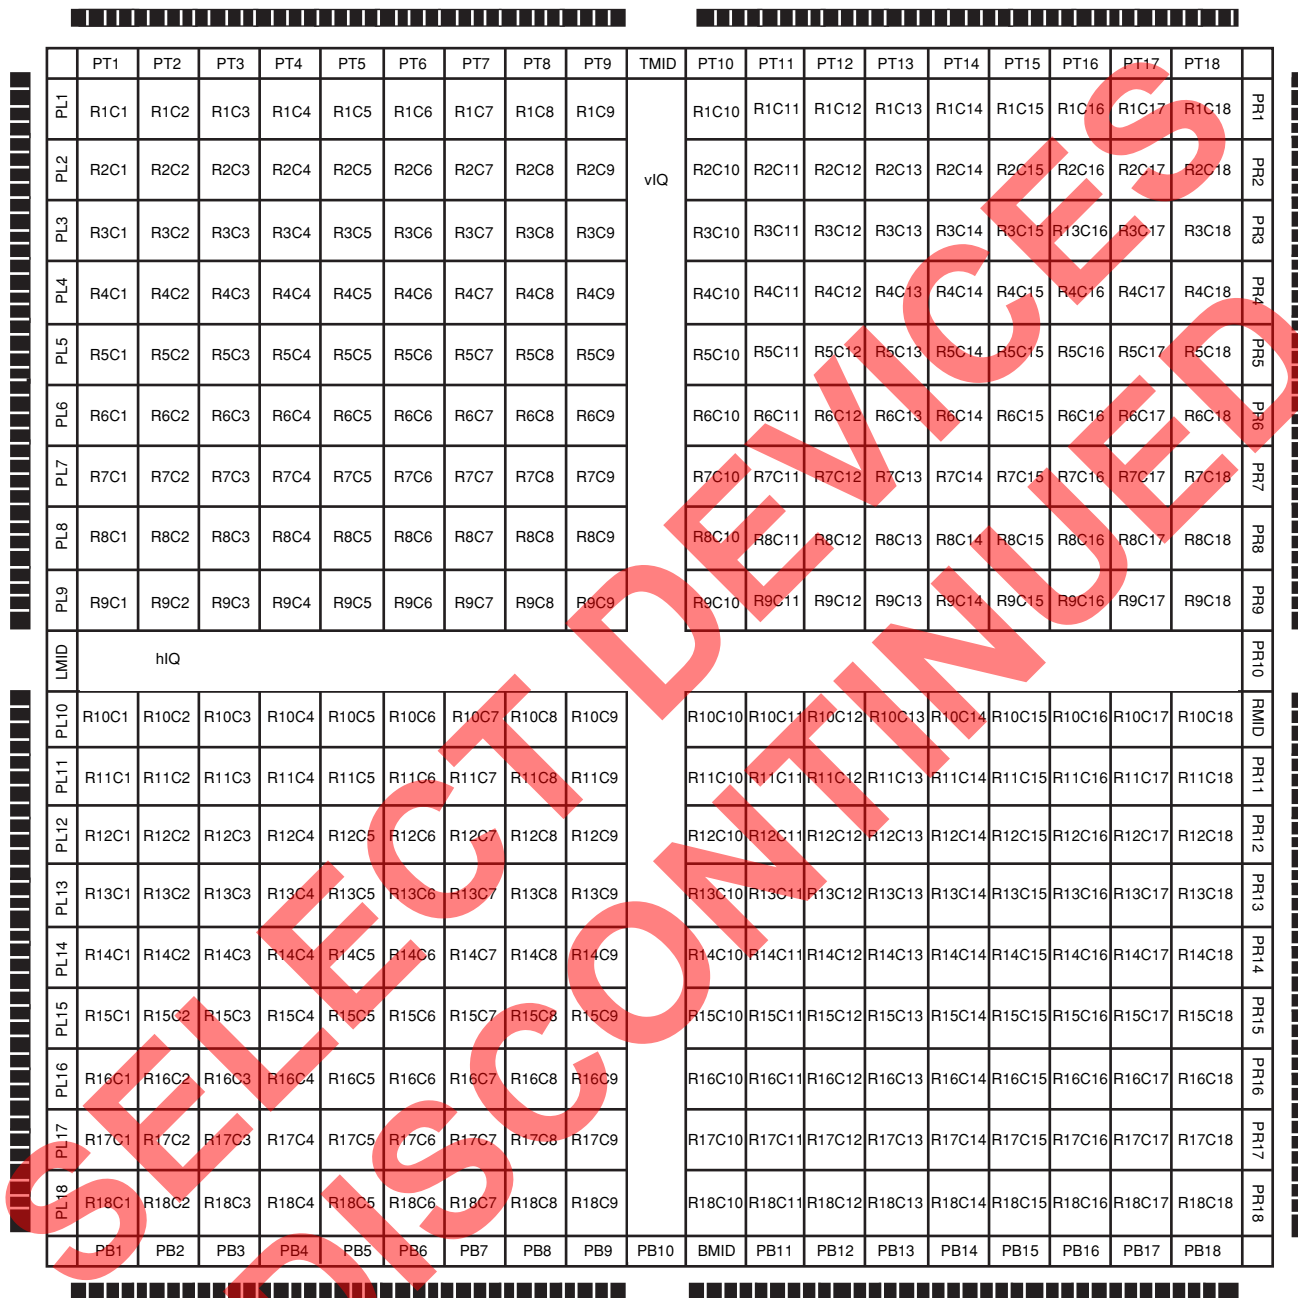 PT1 PT2 PT3 PT4 PT5 PT6 PT7 PT8 PT9 TMID PT10 PT11 PT12 PT13 PT14 PT15 PT16 PT17 PT18
PL1 R1C1 R1C2 R1C3 R1C4 R1C5 R1C6 R1C7 R1C8 R1C9 R1C10 R1C11 R1C12 R1C13 R1C14 R1C15 R1C16 R1C17 R1C18 PR1
PL2 R2C1 R2C2 R2C3 R2C4 R2C5 R2C6 R2C7 R2C8 R2C9 vIQ R2C10 R2C11 R2C12 R2C13 R2C14 R2C15 R2C16 R2C17 R2C18 PR2
PL3 R3C1 R3C2 R3C3 R3C4 R3C5 R3C6 R3C7 R3C8 R3C9 R3C10 R3C11 R3C12 R3C13 R3C14 R3C15 R13C16 R3C17 R3C18 PR3
PL4 R4C1 R4C2 R4C3 R4C4 R4C5 R4C6 R4C7 R4C8 R4C9 R4C10 R4C11 R4C12 R4C13 R4C14 R4C15 R4C16 R4C17 R4C18 PR4
PL5 R5C1 R5C2 R5C3 R5C4 R5C5 R5C6 R5C7 R5C8 R5C9 R5C10 R5C11 R5C12 R5C13 R5C14 R5C15 R5C16 R5C17 R5C18 PR5
PL6 R6C1 R6C2 R6C3 R6C4 R6C5 R6C6 R6C7 R6C8 R6C9 R6C10 R6C11 R6C12 R6C13 R6C14 R6C15 R6C16 R6C17 R6C18 PR6
PL7 R7C1 R7C2 R7C3 R7C4 R7C5 R7C6 R7C7 R7C8 R7C9 R7C10 R7C11 R7C12 R7C13 R7C14 R7C15 R7C16 R7C17 R7C18 PR7
PL8 R8C1 R8C2 R8C3 R8C4 R8C5 R8C6 R8C7 R8C8 R8C9 R8C10 R8C11 R8C12 R8C13 R8C14 R8C15 R8C16 R8C17 R8C18 PR8
PL9 R9C1 R9C2 R9C3 R9C4 R9C5 R9C6 R9C7 R9C8 R9C9 R9C10 R9C11 R9C12 R9C13 R9C14 R9C15 R9C16 R9C17 R9C18 PR9
LMID hIQ PR10
PL10 R10C1 R10C2 R10C3 R10C4 R10C5 R10C6 R10C7 R10C8 R10C9 R10C10 R10C11 R10C12 R10C13 R10C14 R10C15 R10C16 R10C17 R10C18 RMID
PL11 R11C1 R11C2 R11C3 R11C4 R11C5 R11C6 R11C7 R11C8 R11C9 R11C10 R11C11 R11C12 R11C13 R11C14 R11C15 R11C16 R11C17 R11C18 PR11
PL12 R12C1 R12C2 R12C3 R12C4 R12C5 R12C6 R12C7 R12C8 R12C9 R12C10 R12C11 R12C12 R12C13 R12C14 R12C15 R12C16 R12C17 R12C18 PR12
PL13 R13C1 R13C2 R13C3 R13C4 R13C5 R13C6 R13C7 R13C8 R13C9 R13C10 R13C11 R13C12 R13C13 R13C14 R13C15 R13C16 R13C17 R13C18 PR13
PL14 R14C1 R14C2 R14C3 R14C4 R14C5 R14C6 R14C7 R14C8 R14C9 R14C10 R14C11 R14C12 R14C13 R14C14 R14C15 R14C16 R14C17 R14C18 PR14
PL15 R15C1 R15C2 R15C3 R15C4 R15C5 R15C6 R15C7 R15C8 R15C9 R15C10 R15C11 R15C12 R15C13 R15C14 R15C15 R15C16 R15C17 R15C18 PR15
PL16 R16C1 R16C2 R16C3 R16C4 R16C5 R16C6 R16C7 R16C8 R16C9 R16C10 R16C11 R16C12 R16C13 R16C14 R16C15 R16C16 R16C17 R16C18 PR16
PL17 R17C1 R17C2 R17C3 R17C4 R17C5 R17C6 R17C7 R17C8 R17C9 R17C10 R17C11 R17C12 R17C13 R17C14 R17C15 R17C16 R17C17 R17C18 PR17
PL18 R18C1 R18C2 R18C3 R18C4 R18C5 R18C6 R18C7 R18C8 R18C9 R18C10 R18C11 R18C12 R18C13 R18C14 R18C15 R18C16 R18C17 R18C18 PR18
PB1 PB2 PB3 PB4 PB5 PB6 PB7 PB8 PB9 PB10 BMID PB11 PB12 PB13 PB14 PB15 PB16 PB17 PB18
SELECT DEVICES
DISCONTINUED